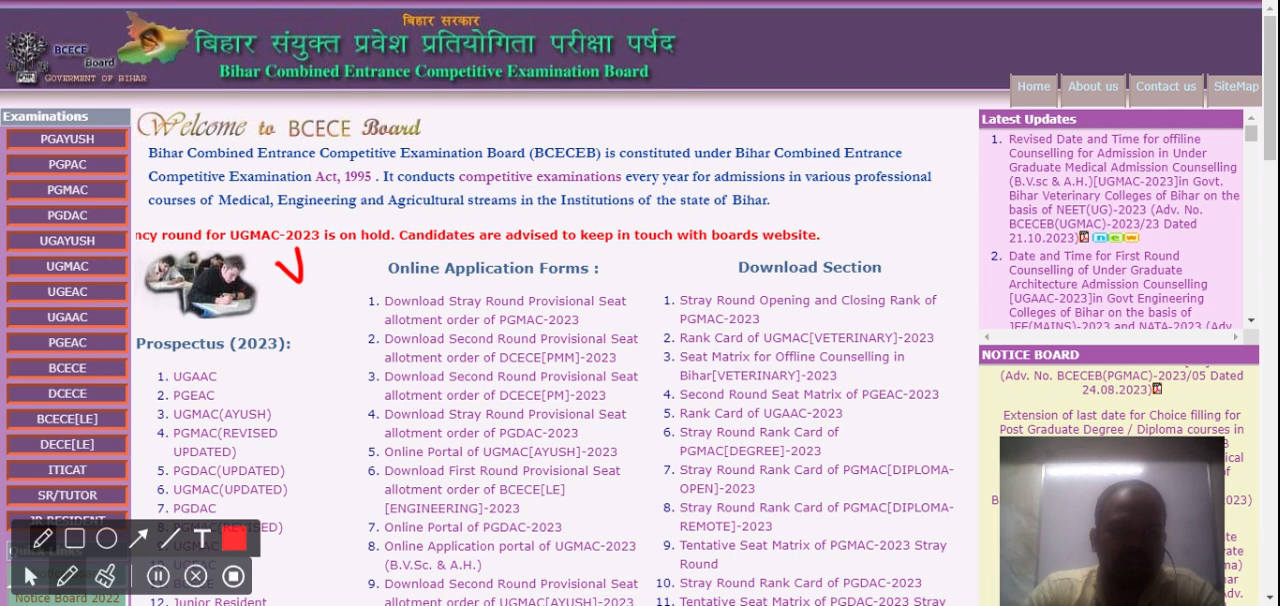 बिहार सरकार
बिहार संयुक्त प्रवेश प्रतियोगिता परीक्षा पर्षद
Bihar Combined Entrance Competitive Examination Board
BCECE
Board
GOVERMENT OF BIHAR
Home
About us
Contact us
SiteMap
Examinations
PGAYUSH
PGPAC
PGMAC
PGDAC
UGAYUSH
UGMAC
UGEAC
UGAAC
PGEAC
BCECE
DCECE
BCECE[LE]
DECE[LE]
ITICAT
SR/TUTOR
JR RESIDENT
Quick Links
Notice Board 2022
Welcome to BCECE Board
Bihar Combined Entrance Competitive Examination Board (BCECEB) is constituted under Bihar Combined Entrance
Competitive Examination Act, 1995 . It conducts competitive examinations every year for admissions in various professional
courses of Medical, Engineering and Agricultural streams in the Institutions of the state of Bihar.
ncy round for UGMAC-2023 is on hold. Candidates are advised to keep in touch with boards website.
Prospectus (2023):
1. UGAAC
2. PGEAC
3. UGMAC(AYUSH)
4. PGMAC(REVISED
UPDATED)
5. PGDAC(UPDATED)
6. UGMAC(UPDATED)
7. PGDAC
8. PGMAC(REVISED)
9. UGMAC
12. Junior Resident
Online Application Forms :
1. Download Stray Round Provisional Seat
allotment order of PGMAC-2023
2. Download Second Round Provisional Seat
allotment order of DCECE[PMM]-2023
3. Download Second Round Provisional Seat
allotment order of DCECE[PM]-2023
4. Download Stray Round Provisional Seat
allotment order of PGDAC-2023
5. Online Portal of UGMAC[AYUSH]-2023
6. Download First Round Provisional Seat
allotment order of BCECE[LE]
[ENGINEERING]-2023
7. Online Portal of PGDAC-2023
8. Online Application portal of UGMAC-2023
(B.V.Sc. & A.H.)
9. Download Second Round Provisional Seat
allotment order of UGMAC[AYUSH]-2023
Download Section
1. Stray Round Opening and Closing Rank of
PGMAC-2023
2. Rank Card of UGMAC[VETERINARY]-2023
3. Seat Matrix for Offline Counselling in
Bihar[VETERINARY]-2023
4. Second Round Seat Matrix of PGEAC-2023
5. Rank Card of UGAAC-2023
6. Stray Round Rank Card of
PGMAC[DEGREE]-2023
7. Stray Round Rank Card of PGMAC[DIPLOMA-
OPEN]-2023
8. Stray Round Rank Card of PGMAC[DIPLOMA-
REMOTE]-2023
9. Tentative Seat Matrix of PGMAC-2023 Stray
Round
10. Stray Round Rank Card of PGDAC-2023
11. Tentative Seat Matrix of PGDAC-2023 Stray
Latest Updates
1. Revised Date and Time for offiline
Counselling for Admission in Under
Graduate Medical Admission Counselling
(B.V.sc & A.H.)[UGMAC-2023]in Govt.
Bihar Veterinary Colleges of Bihar on the
basis of NEET(UG)-2023 (Adv. No.
BCECEB(UGMAC)-2023/23 Dated
21.10.2023) new
2. Date and Time for First Round
Counselling of Under Graduate
Architecture Admission Counselling
[UGAAC-2023]in Govt Engineering
Colleges of Bihar on the basis of
JEE(MAINS)-2023 and NATA-2023 (Adv
NOTICE BOARD
(Adv. No. BCECEB(PGMAC)-2023/05 Dated
24.08.2023)
Extension of last date for Choice filling for
Post Graduate Degree / Diploma courses in